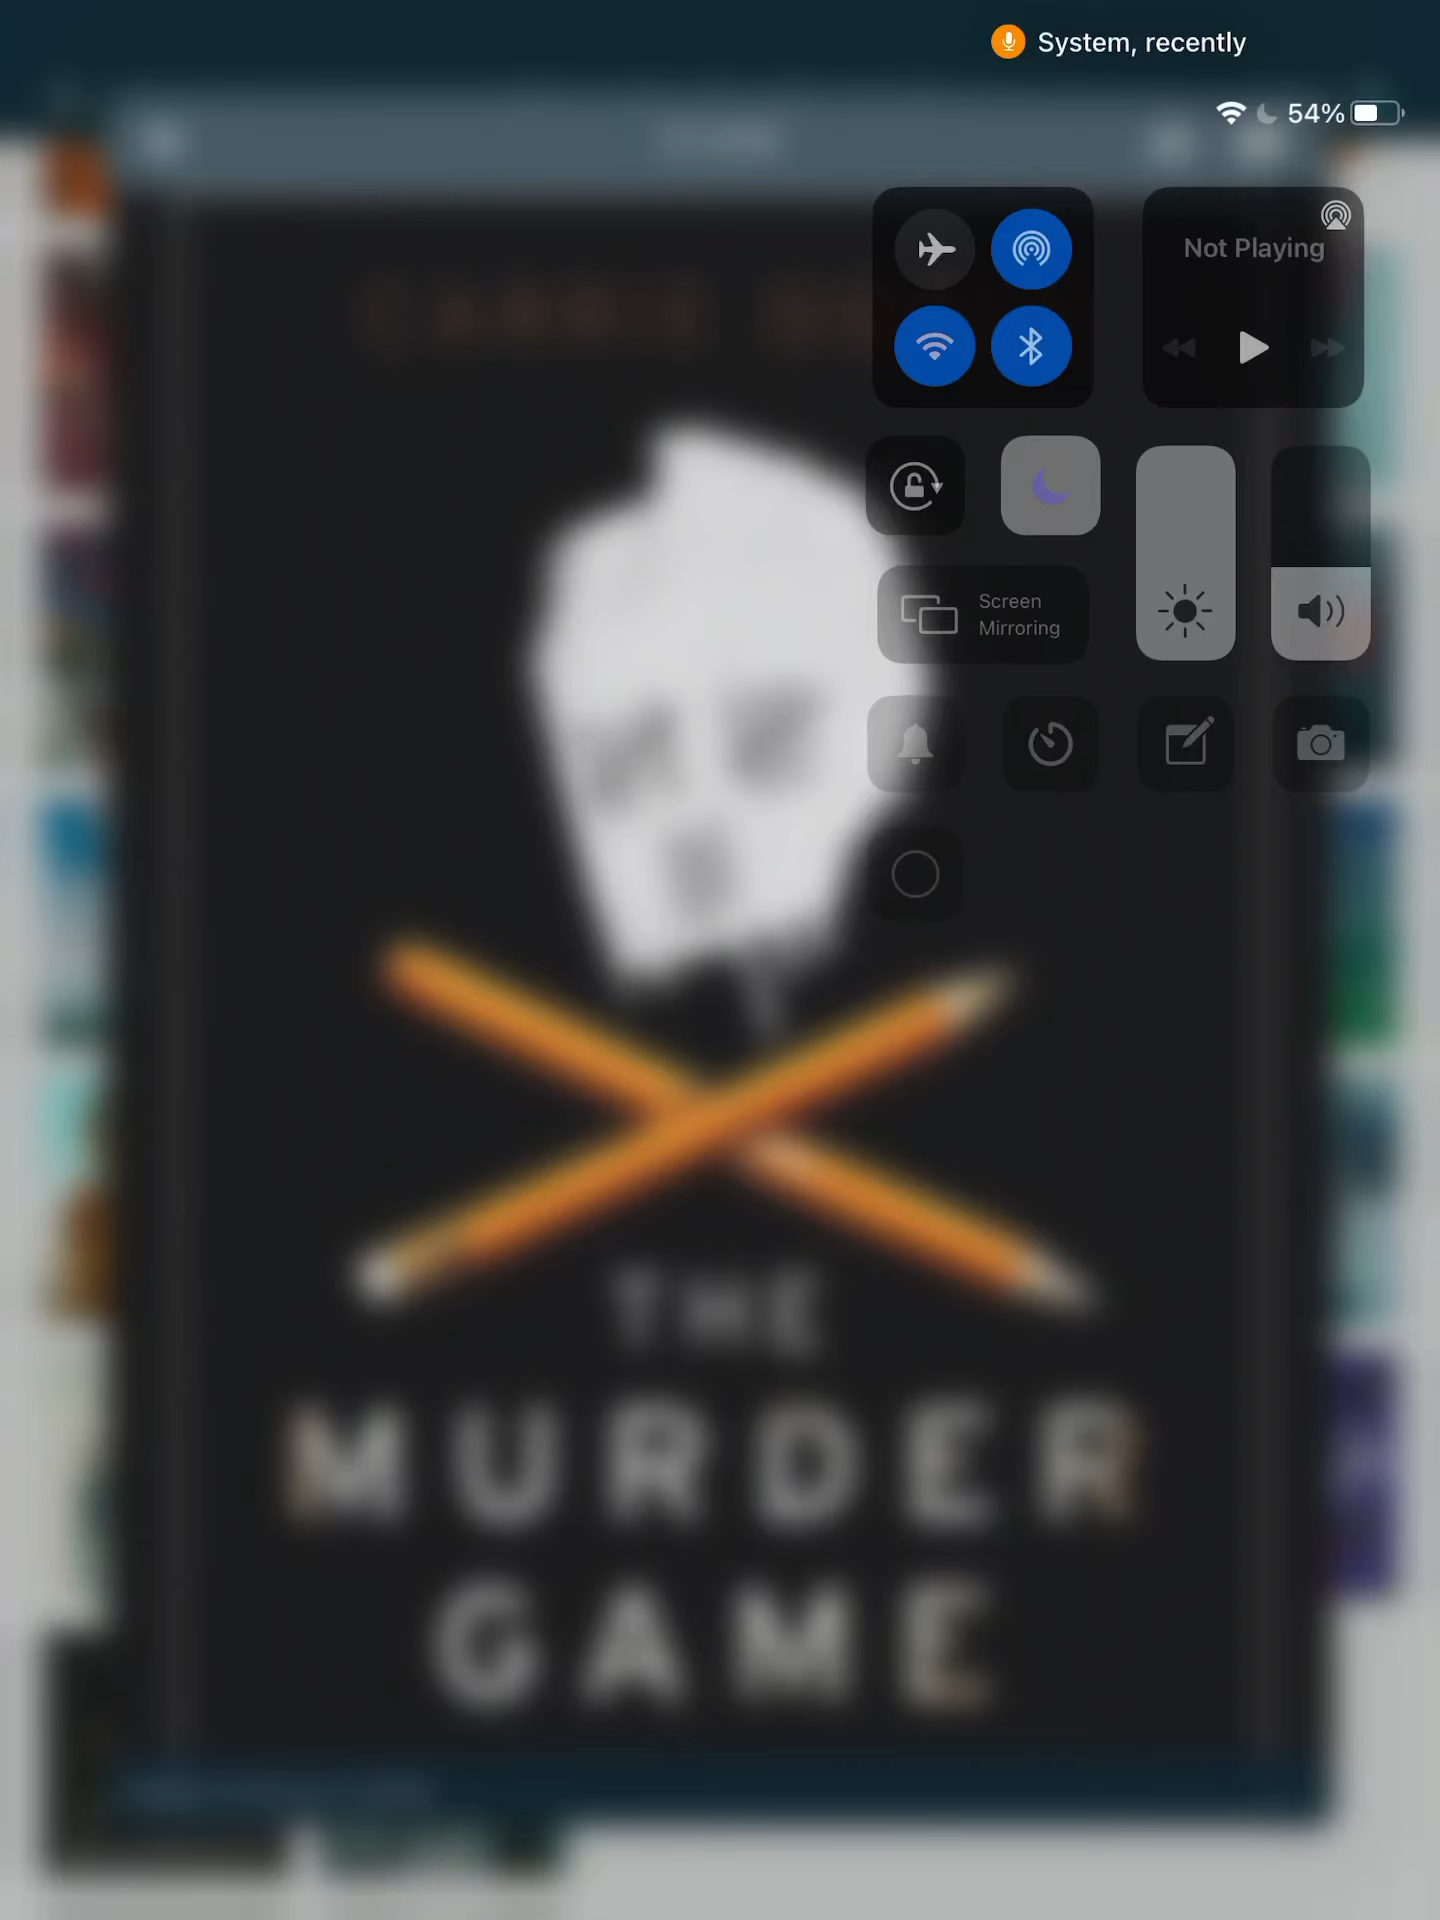 System, recently
54%
Not Playing
Screen
Mirroring
THE
MURDER
GAME